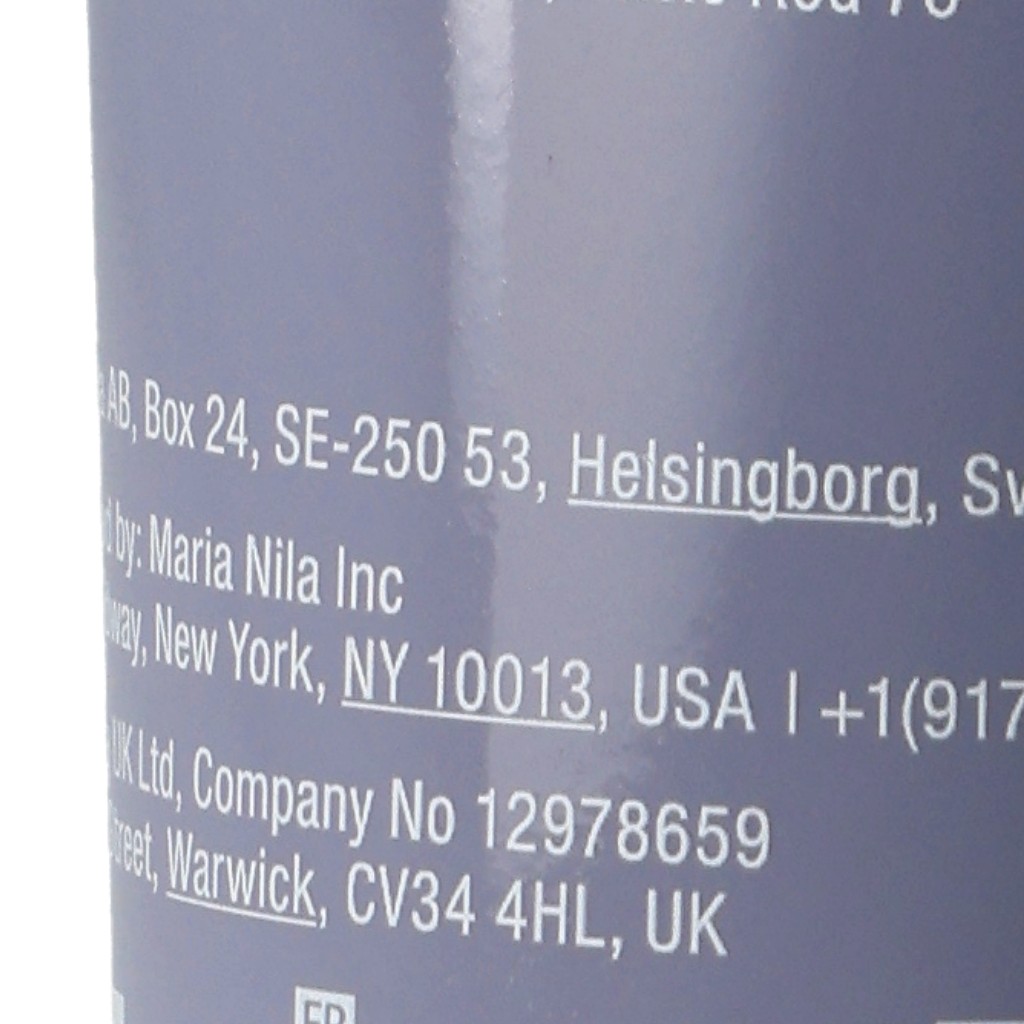 AB, Box 24, SE-250 53, Helsingborg,
by: Maria Nila Inc
New York, NY 10013, USA | +1(917
UK Ltd, Company No 12978659
Warwick, CV34 4HL, UK
FR